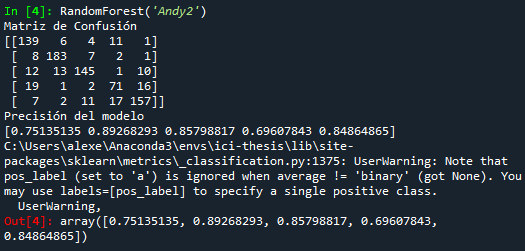 In [4]: RandomForest('Andy2')
Matriz de Confusión
[[139   6   4  11   1]
 [  8 183   7   2   1]
 [ 12  13 145   1  10]
 [ 19   1   2  71  16]
 [  7   2  11  17 157]]
Precisión del modelo
[0.75135135 0.89268293 0.85798817 0.69607843 0.84864865]
C:\Users\alexe\Anaconda3\envs\ici-thesis\lib\site-
packages\sklearn\metrics\_classification.py:1375: UserWarning: Note that
pos_label (set to 'a') is ignored when average != 'binary' (got None). You
may use labels=[pos_label] to specify a single positive class.
  UserWarning,
Out[4]: array([0.75135135, 0.89268293, 0.85798817, 0.69607843,
0.84864865])